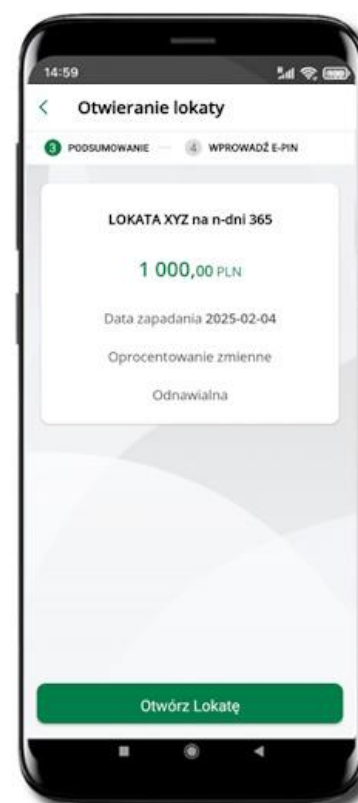 14:59
Otwieranie lokaty
3 PODSUMOWANIE 4 WPROWADŹ E-PIN
LOKATA XYZ na n-dni 365
1 000,00 PLN
Data zapadania 2025-02-04
Oprocentowanie zmienne
Odnawialna
Otwórz Lokatę